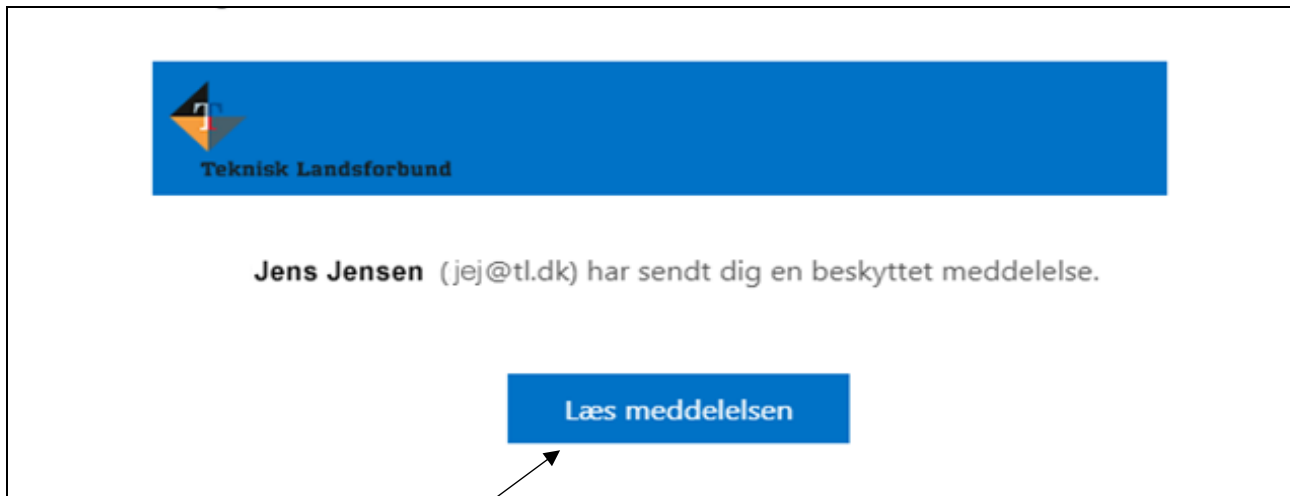 T
Teknisk Landsforbund
Jens Jensen (jej@tl.dk) har sendt dig en beskyttet meddelelse.
Læs meddelelsen